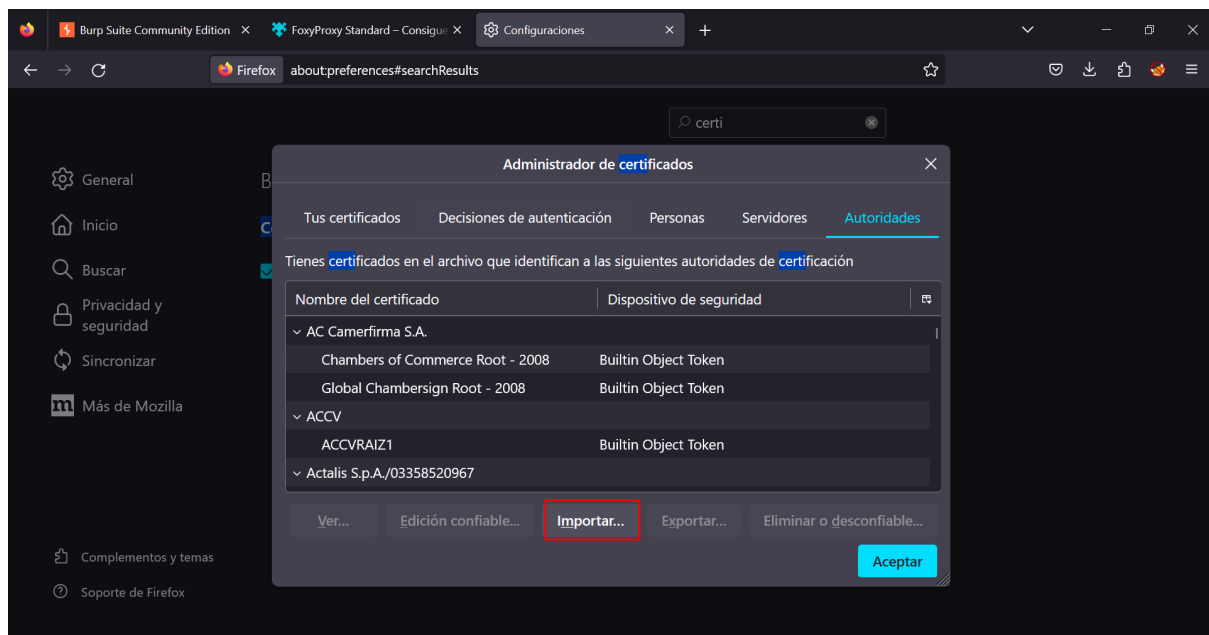 Burp Suite Community Edition
FoxyProxy Standard – Consigue
Configuraciones
Firefox about:preferences#searchResults
certi
Administrador de certificados
General
Inicio
Buscar
Privacidad y
seguridad
Sincronizar
Más de Mozilla
Complementos y temas
Soporte de Firefox
Tus certificados Decisiones de autenticación Personas Servidores Autoridades
Tienes certificados en el archivo que identifican a las siguientes autoridades de certificación
Nombre del certificado Dispositivo de seguridad
AC Camerfirma S.A.
Chambers of Commerce Root - 2008 Builtin Object Token
Global Chambersign Root - 2008 Builtin Object Token
ACCV
ACCVRAIZ1 Builtin Object Token
Actalis S.p.A./03358520967
Ver... Edición confiable... Importar... Exportar... Eliminar o desconfiable...
Aceptar